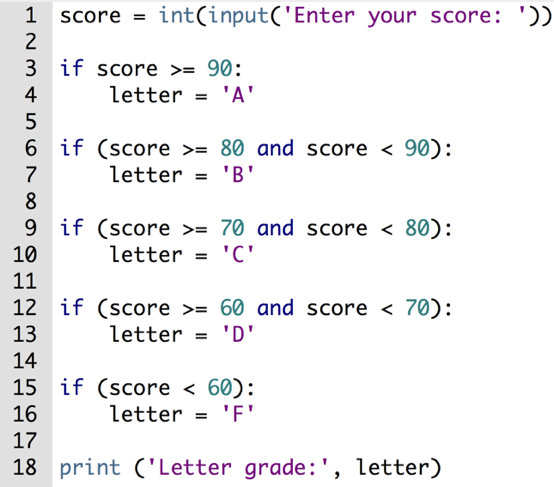 1 score = int(input('Enter your score: '))
2
3 if score >= 90:
4     letter = 'A'
5
6 if (score >= 80 and score < 90):
7     letter = 'B'
8
9 if (score >= 70 and score < 80):
10     letter = 'C'
11
12 if (score >= 60 and score < 70):
13     letter = 'D'
14
15 if (score < 60):
16     letter = 'F'
17
18 print ('Letter grade:', letter)